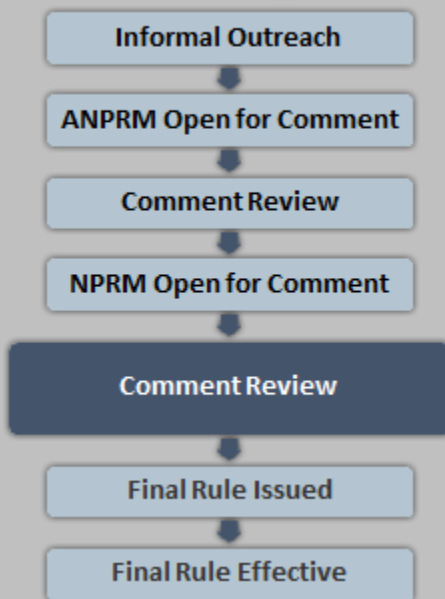 Informal Outreach
ANPRM Open for Comment
Comment Review
NPRM Open for Comment
Comment Review
Final Rule Issued
Final Rule Effective